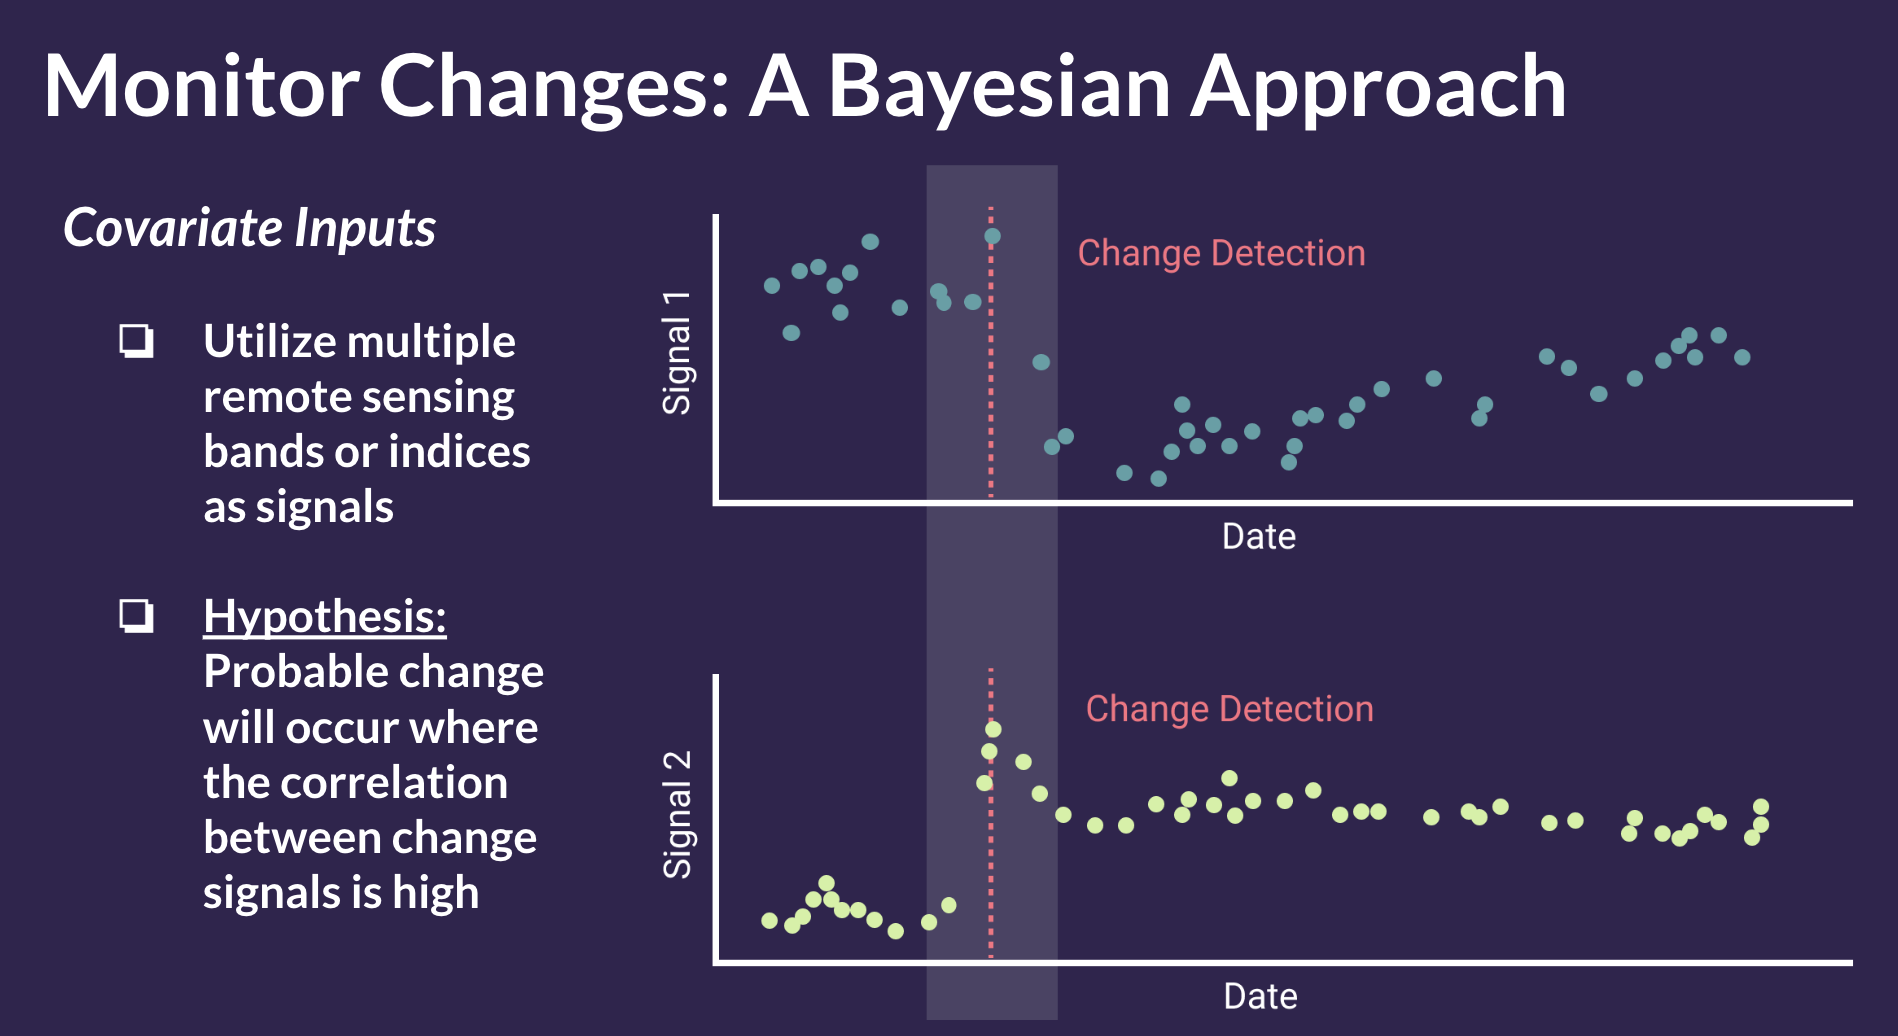 Monitor Changes: A Bayesian Approach
Covariate Inputs
Utilize multiple
remote sensing
bands or indices
as signals
Hypothesis:
Probable change
will occur where
the correlation
between change
signals is high
Signal 1
Change Detection
Date
Signal 2
Change Detection
Date